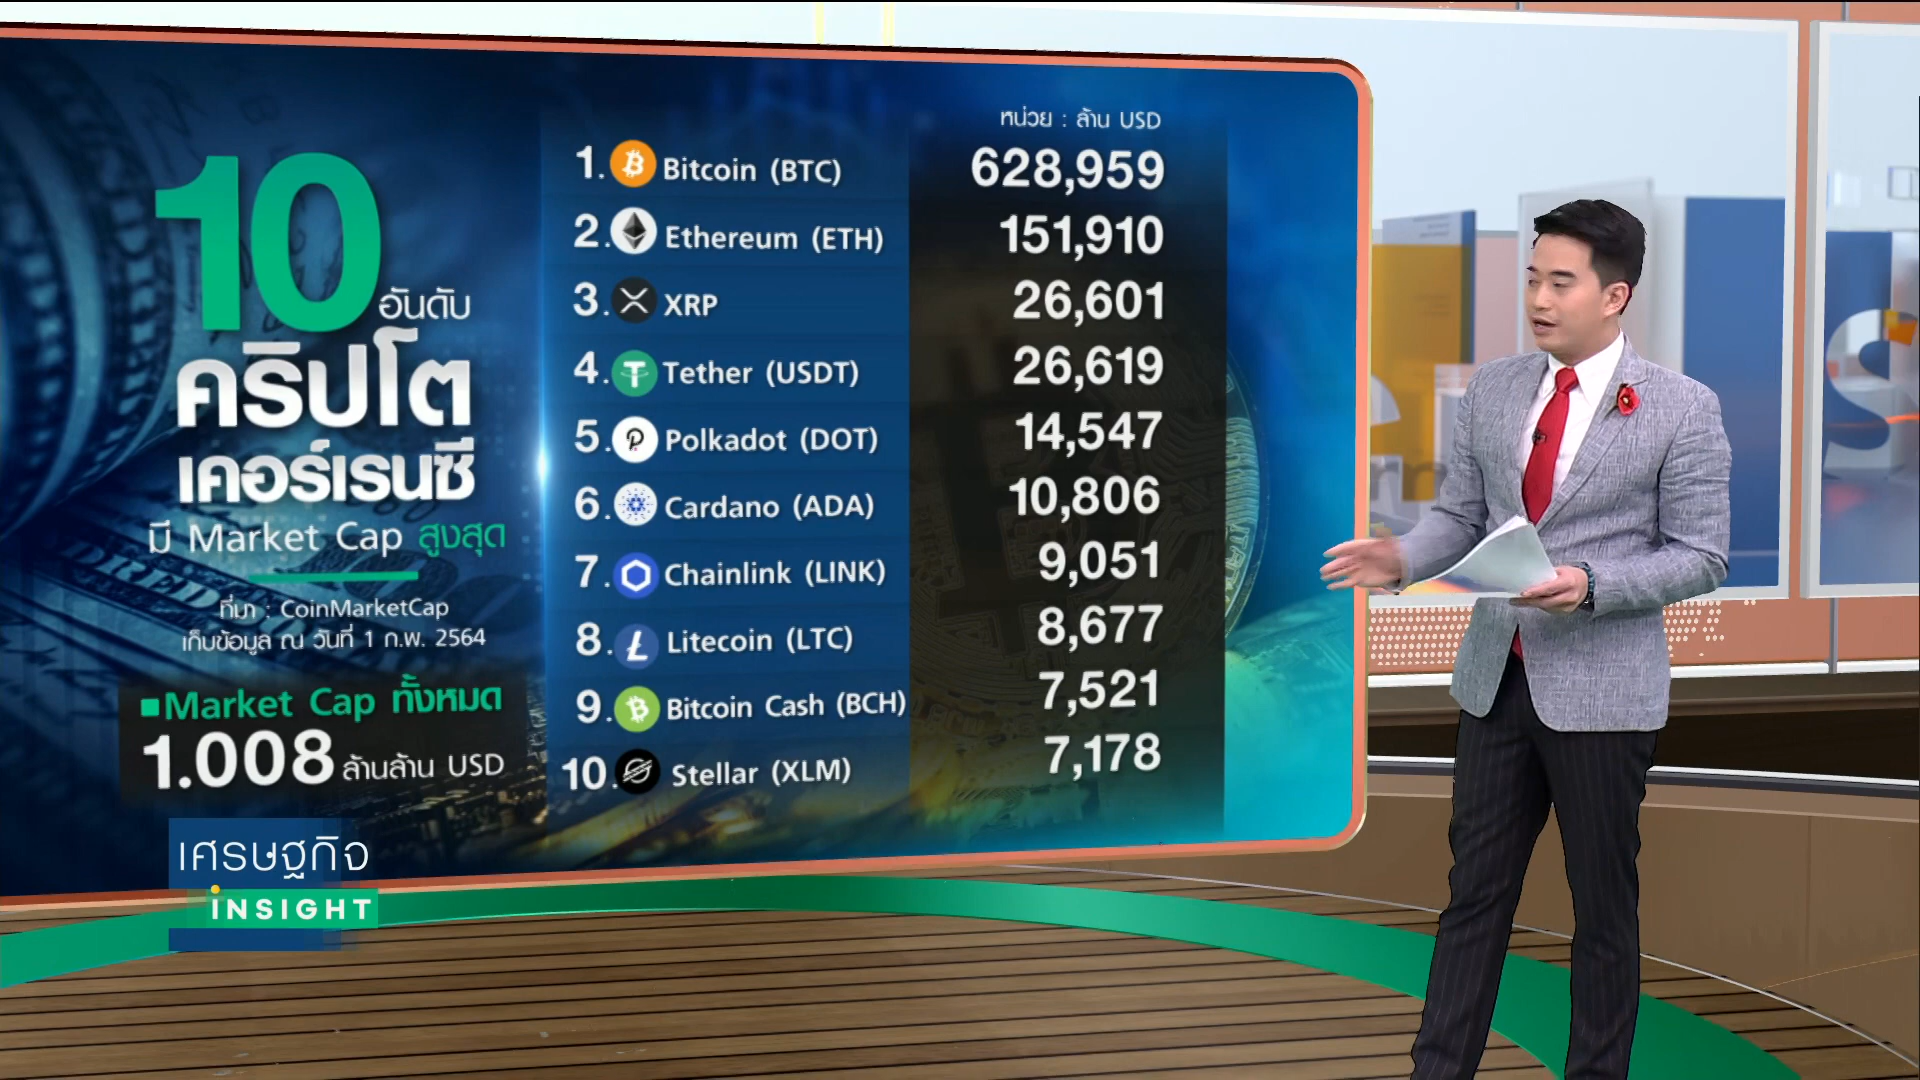 10 อันดับ
คริปโต
เคอร์เรนซี
มี Market Cap สูงสุด
ที่มา : CoinMarketCap
เก็บข้อมูล ณ วันที่ 1 ก.พ. 2564
Market Cap ทั้งหมด
1.008 ล้านล้าน USD
หน่วย : ล้าน USD
1. Bitcoin (BTC) 628,959
2. Ethereum (ETH) 151,910
3. XRP 26,601
4. Tether (USDT) 26,619
5. Polkadot (DOT) 14,547
6. Cardano (ADA) 10,806
7. Chainlink (LINK) 9,051
8. Litecoin (LTC) 8,677
9. Bitcoin Cash (BCH) 7,521
10. Stellar (XLM) 7,178
เศรษฐกิจ
INSIGHT